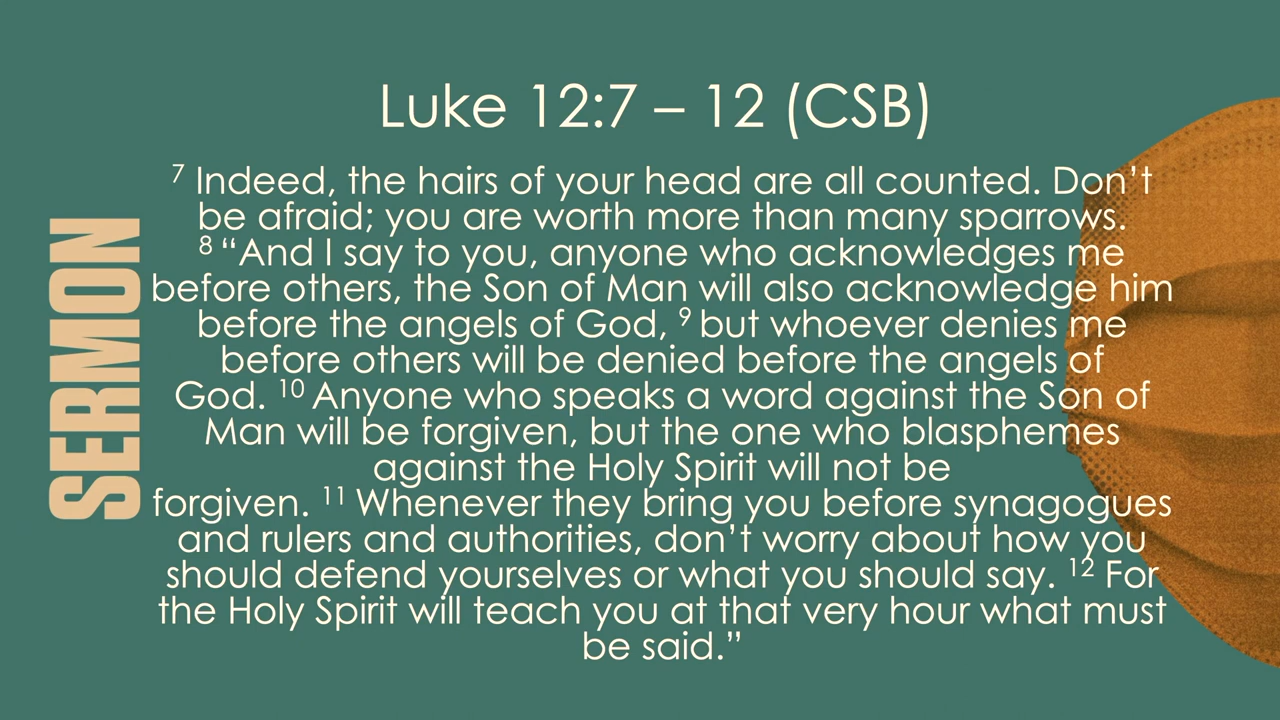 Luke 12:7 – 12 (CSB)
⁷ Indeed, the hairs of your head are all counted. Don’t
be afraid; you are worth more than many sparrows.
⁸ “And I say to you, anyone who acknowledges me
before others, the Son of Man will also acknowledge him
before the angels of God, ⁹ but whoever denies me
before others will be denied before the angels of
God. ¹⁰ Anyone who speaks a word against the Son of
Man will be forgiven, but the one who blasphemes
against the Holy Spirit will not be
forgiven. ¹¹ Whenever they bring you before synagogues
and rulers and authorities, don’t worry about how you
should defend yourselves or what you should say. ¹² For
the Holy Spirit will teach you at that very hour what must
be said.”
SERMON